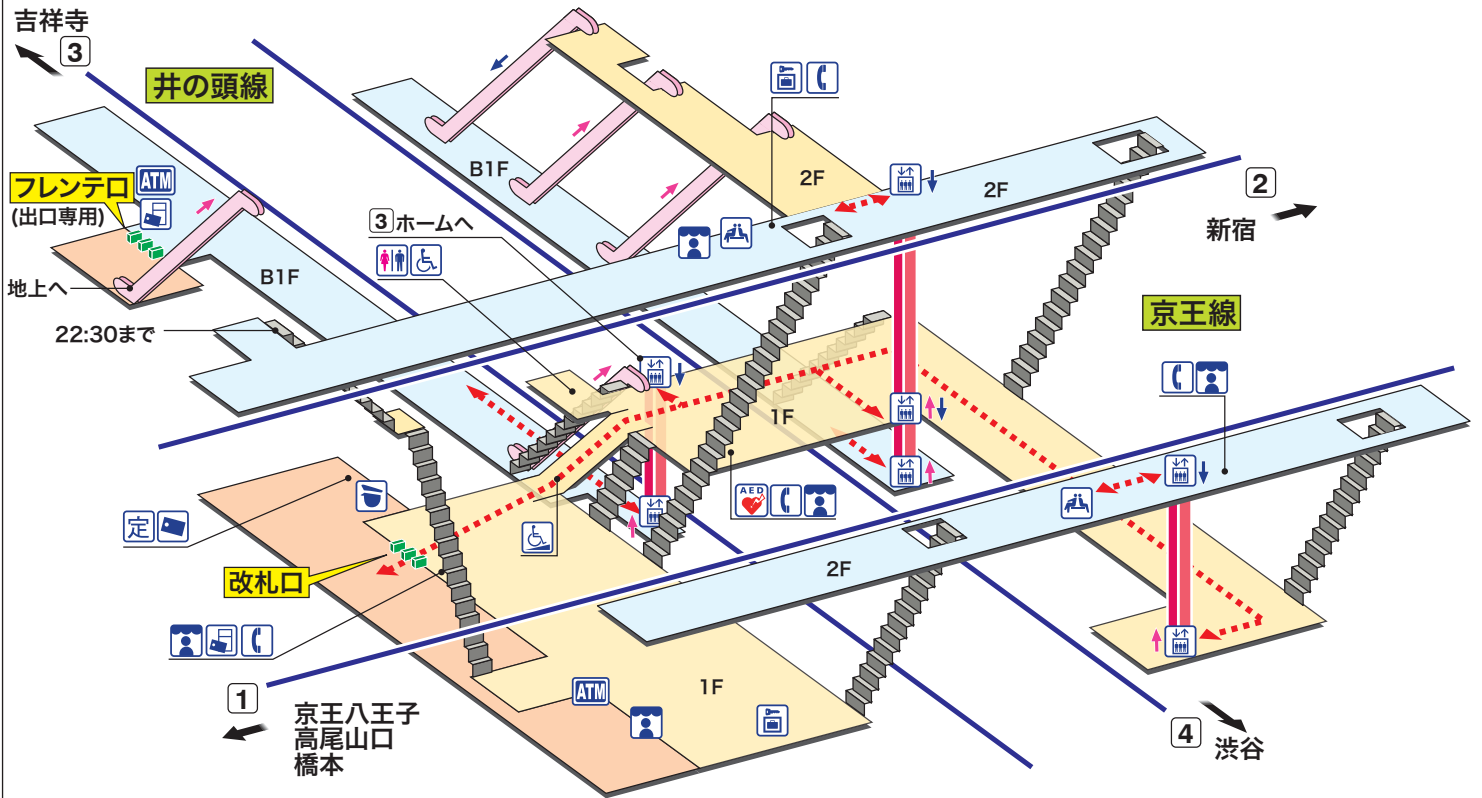 吉祥寺
3
井の頭線
フレンテ口
(出口専用)
ATM
地上へ
22:30まで
B1F
B1F
3ホームへ
2F
2F
2
新宿
京王線
1F
AED
定
改札口
2F
1F
ATM
1
京王八王子
高尾山口
橋本
4
渋谷